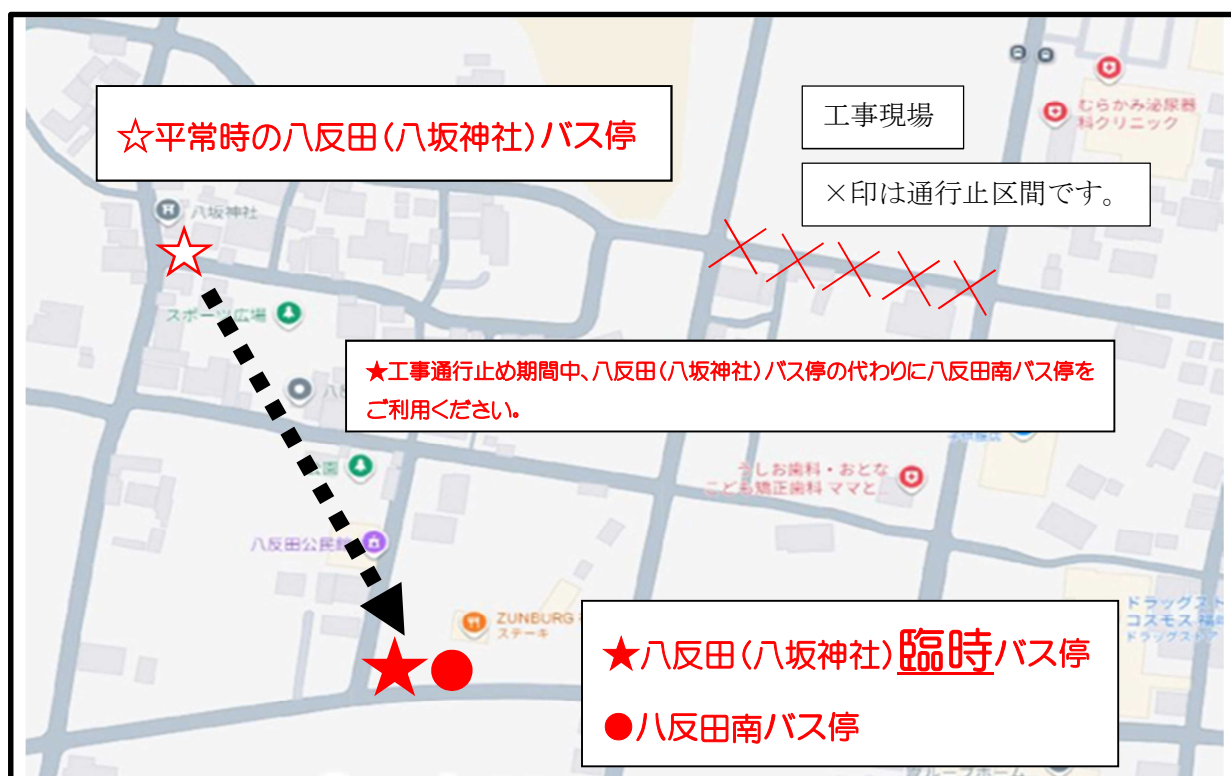 ☆平常時の八反田(八坂神社)バス停
工事現場
×印は通行止区間です。
むらかみ泌尿器
科クリニック
八坂神社
スポーツ広場
★工事通行止め期間中、八反田(八坂神社)バス停の代わりに八反田南バス停を
ご利用ください。
うしお歯科・おとな
こども矯正歯科 ママと...
八反田公民館
ZUNBURG
ステーキ
ドラッグスト
コスモス
ドラッグストア
★八反田(八坂神社)臨時バス停
●八反田南バス停
グループホーム